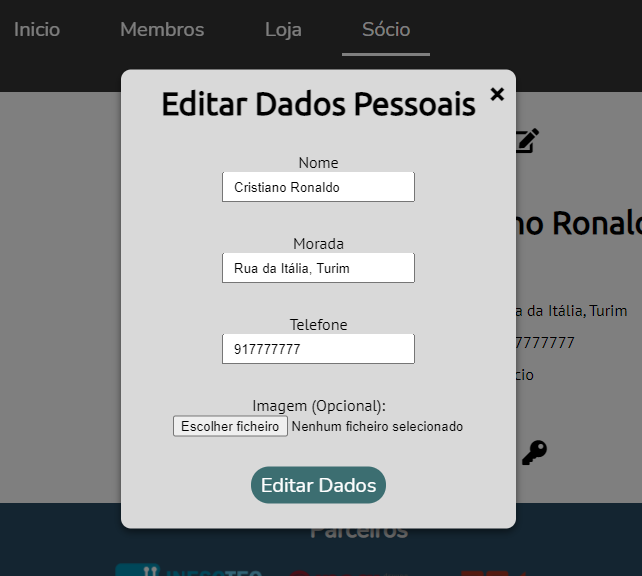 Inicio Membros Loja Sócio
Editar Dados Pessoais
no Ronald
Nome
Cristiano Ronaldo
Morada
Rua da Itália, Turim
a da Itália, Turim
Telefone
917777777
7777777
cio
Imagem (Opcional):
Escolher ficheiro Nenhum ficheiro selecionado
Editar Dados
Parceiros